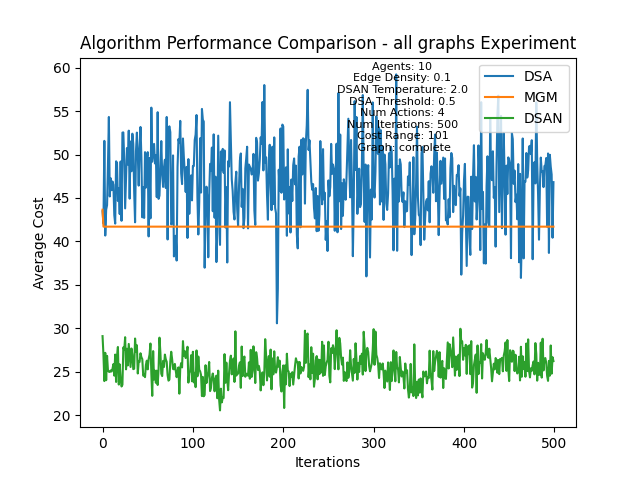 Algorithm Performance Comparison - all graphs Experiment
Agents: 10
Edge Density: 0.1
DSAN Temperature: 2.0
DSA Threshold: 0.5
Num Actions: 4
Num Iterations: 500
Cost Range: 101
Graph: complete
DSA
MGM
DSAN
Average Cost
60
55
50
45
40
35
30
25
20
0
100
200
300
400
500
Iterations